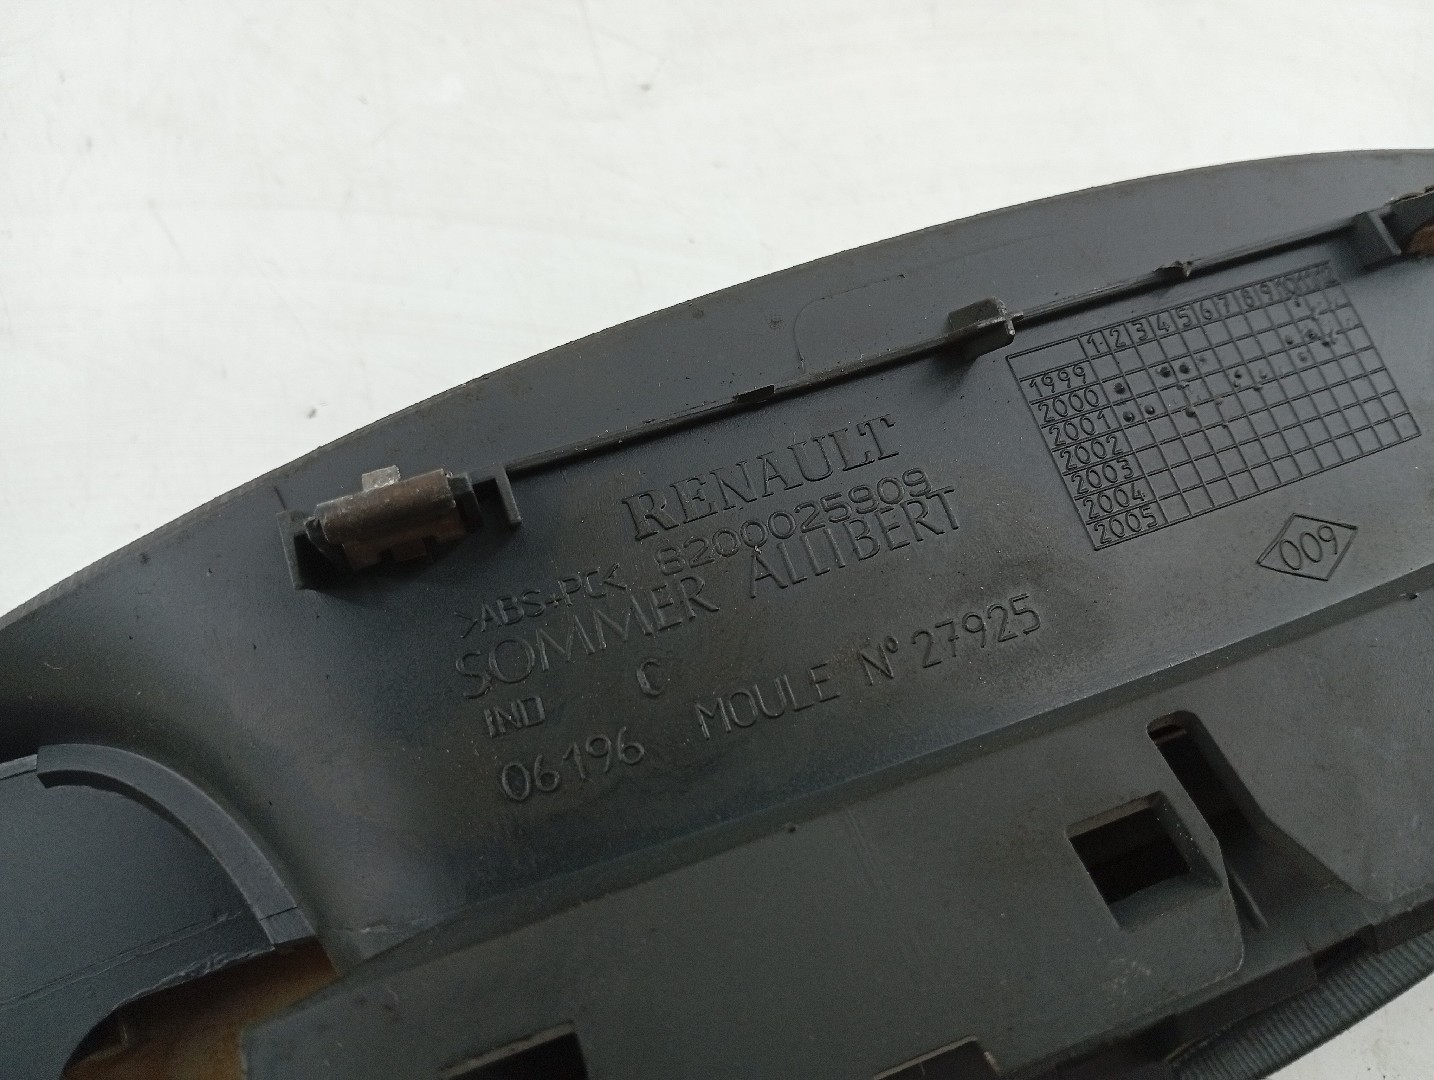 RENAULT
8200025909
>ABS+PC<
SOMMER ALLIBERT
IND C
06196 MOULE N° 27925
1 2 3 4 5 6 7 8 9 10 11 12
1999
2000
2001
2002
2003
2004
2005
009